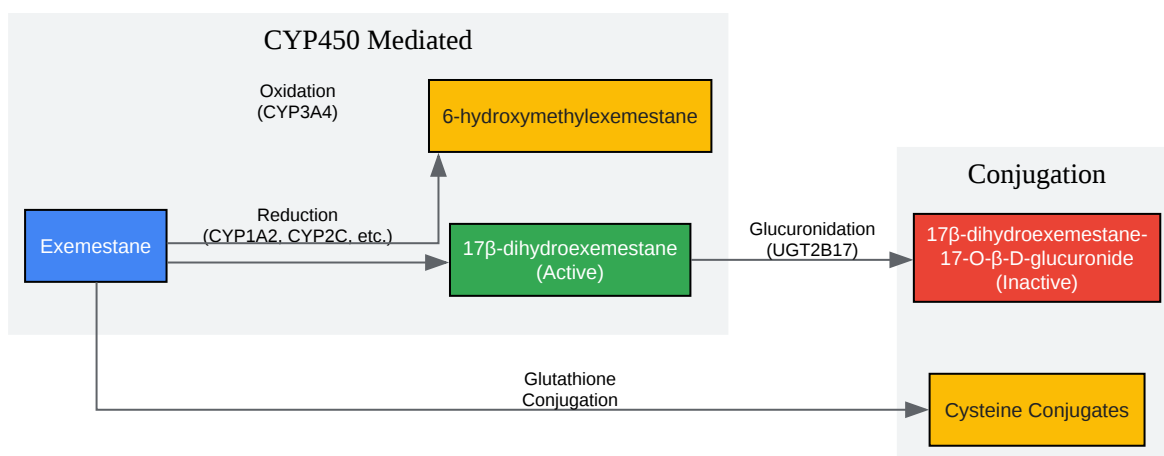 CYP450 Mediated
Oxidation
(CYP3A4)
6-hydroxymethylexemestane
Conjugation
Exemestane
Reduction
(CYP1A2, CYP2C, etc.)
17β-dihydroexemestane
(Active)
Glucuronidation
(UGT2B17)
17β-dihydroexemestane-
17-O-β-D-glucuronide
(Inactive)
Glutathione
Conjugation
Cysteine Conjugates